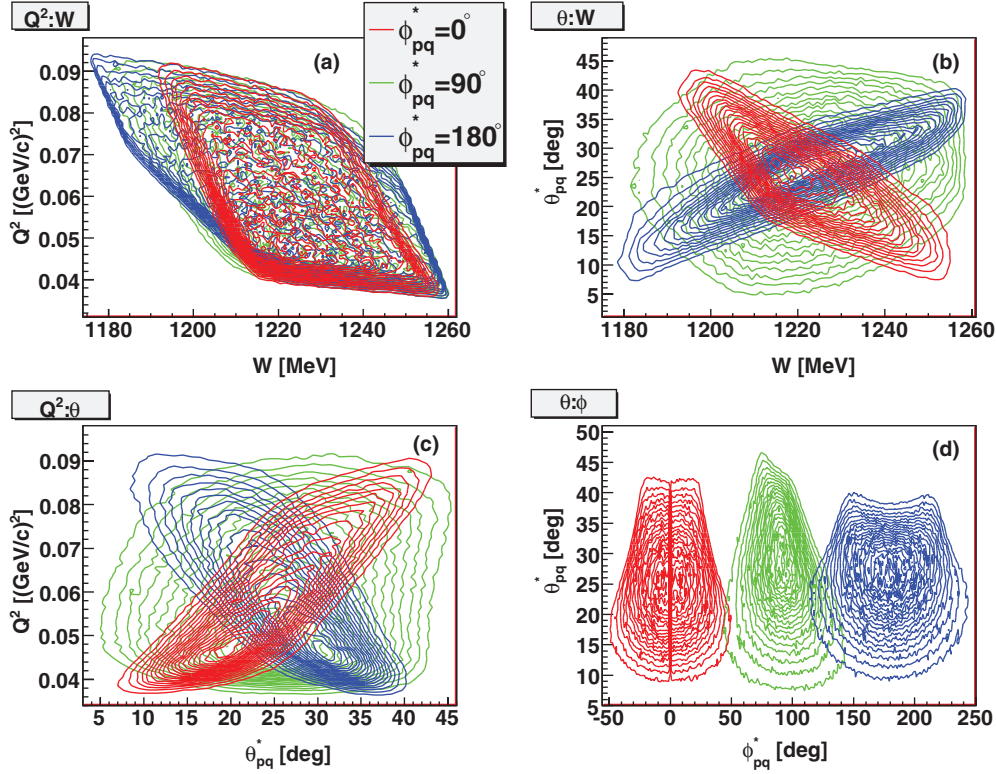 Q²:W
(a)
ϕ*pq=0°
ϕ*pq=90°
ϕ*pq=180°
Q² [(GeV/c)²]
0.09
0.08
0.07
0.06
0.05
0.04
1180 1200 1220 1240 1260
W [MeV]
θ:W
(b)
θ*pq [deg]
45
40
35
30
25
20
15
10
5
1180 1200 1220 1240 1260
W [MeV]
Q²:θ
(c)
Q² [(GeV/c)²]
0.09
0.08
0.07
0.06
0.05
0.04
5 10 15 20 25 30 35 40 45
θ*pq [deg]
θ:ϕ
(d)
θ*pq [deg]
50
45
40
35
30
25
20
15
10
5
-50 0 50 100 150 200 250
ϕ*pq [deg]